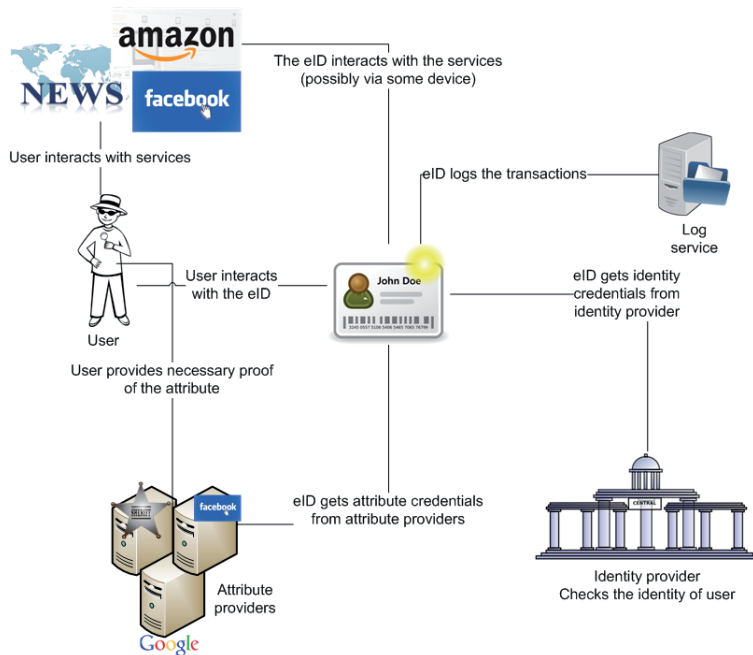 amazon
NEWS
facebook
The eID interacts with the services
(possibly via some device)
User interacts with services
eID logs the transactions
Log
service
User interacts
with the eID
John Doe
eID gets identity
credentials from
identity provider
User
User provides necessary proof
of the attribute
facebook
eID gets attribute credentials
from attribute providers
CENTRAL
Attribute
providers
Google
Identity provider
Checks the identity of user